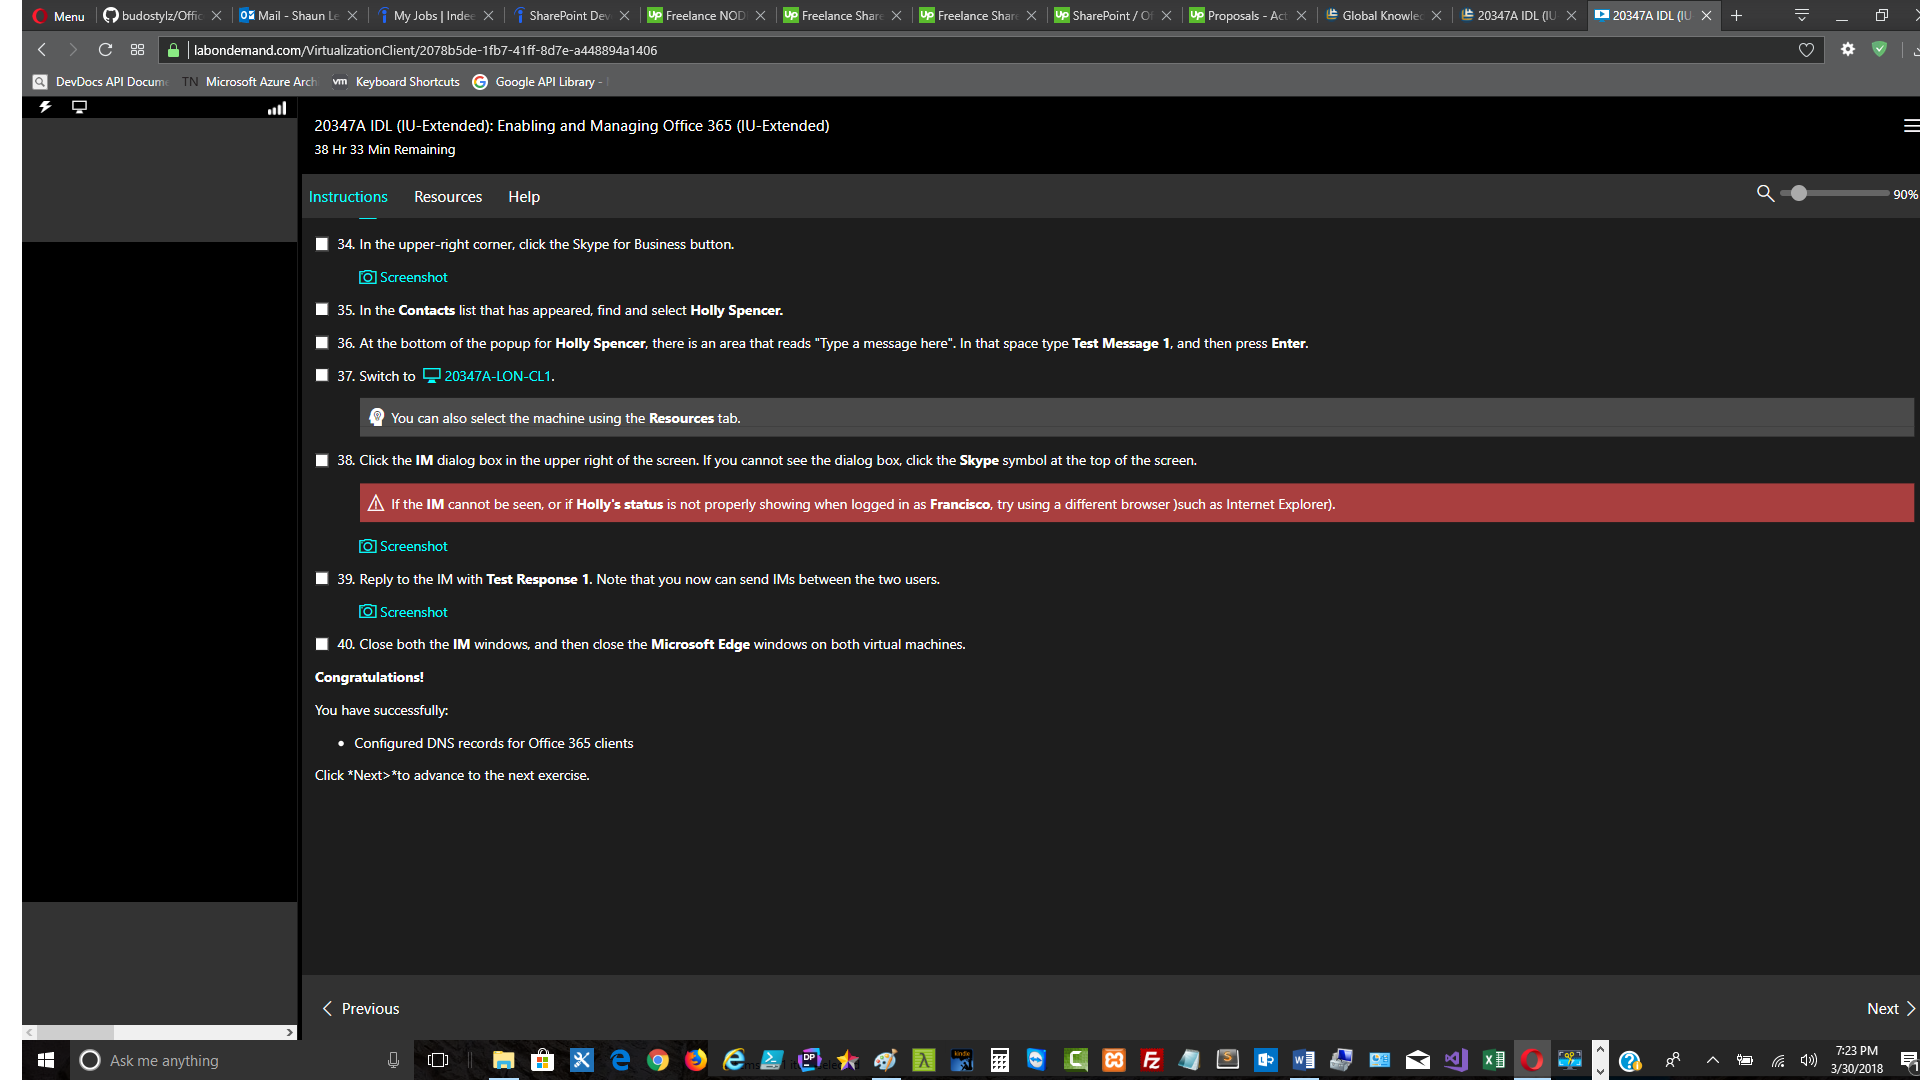 Menu
budostylz/Offic
Mail - Shaun Le
My Jobs | Indee
SharePoint Dev
Freelance NOD
Freelance Share
Freelance Share
SharePoint / Of
Proposals - Act
Global Knowled
20347A IDL (IU
20347A IDL (IU
labondemand.com/VirtualizationClient/2078b5de-1fb7-41ff-8d7e-a448894a1406
DevDocs API Docume
TN Microsoft Azure Arch
vm Keyboard Shortcuts
Google API Library -
20347A IDL (IU-Extended): Enabling and Managing Office 365 (IU-Extended)
38 Hr 33 Min Remaining
Instructions Resources Help
90%
34. In the upper-right corner, click the Skype for Business button.
Screenshot
35. In the Contacts list that has appeared, find and select Holly Spencer.
36. At the bottom of the popup for Holly Spencer, there is an area that reads "Type a message here". In that space type Test Message 1, and then press Enter.
37. Switch to 20347A-LON-CL1.
You can also select the machine using the Resources tab.
38. Click the IM dialog box in the upper right of the screen. If you cannot see the dialog box, click the Skype symbol at the top of the screen.
If the IM cannot be seen, or if Holly's status is not properly showing when logged in as Francisco, try using a different browser )such as Internet Explorer).
Screenshot
39. Reply to the IM with Test Response 1. Note that you now can send IMs between the two users.
Screenshot
40. Close both the IM windows, and then close the Microsoft Edge windows on both virtual machines.
Congratulations!
You have successfully:
• Configured DNS records for Office 365 clients
Click *Next>*to advance to the next exercise.
Previous
Next
Ask me anything
7:23 PM
3/30/2018